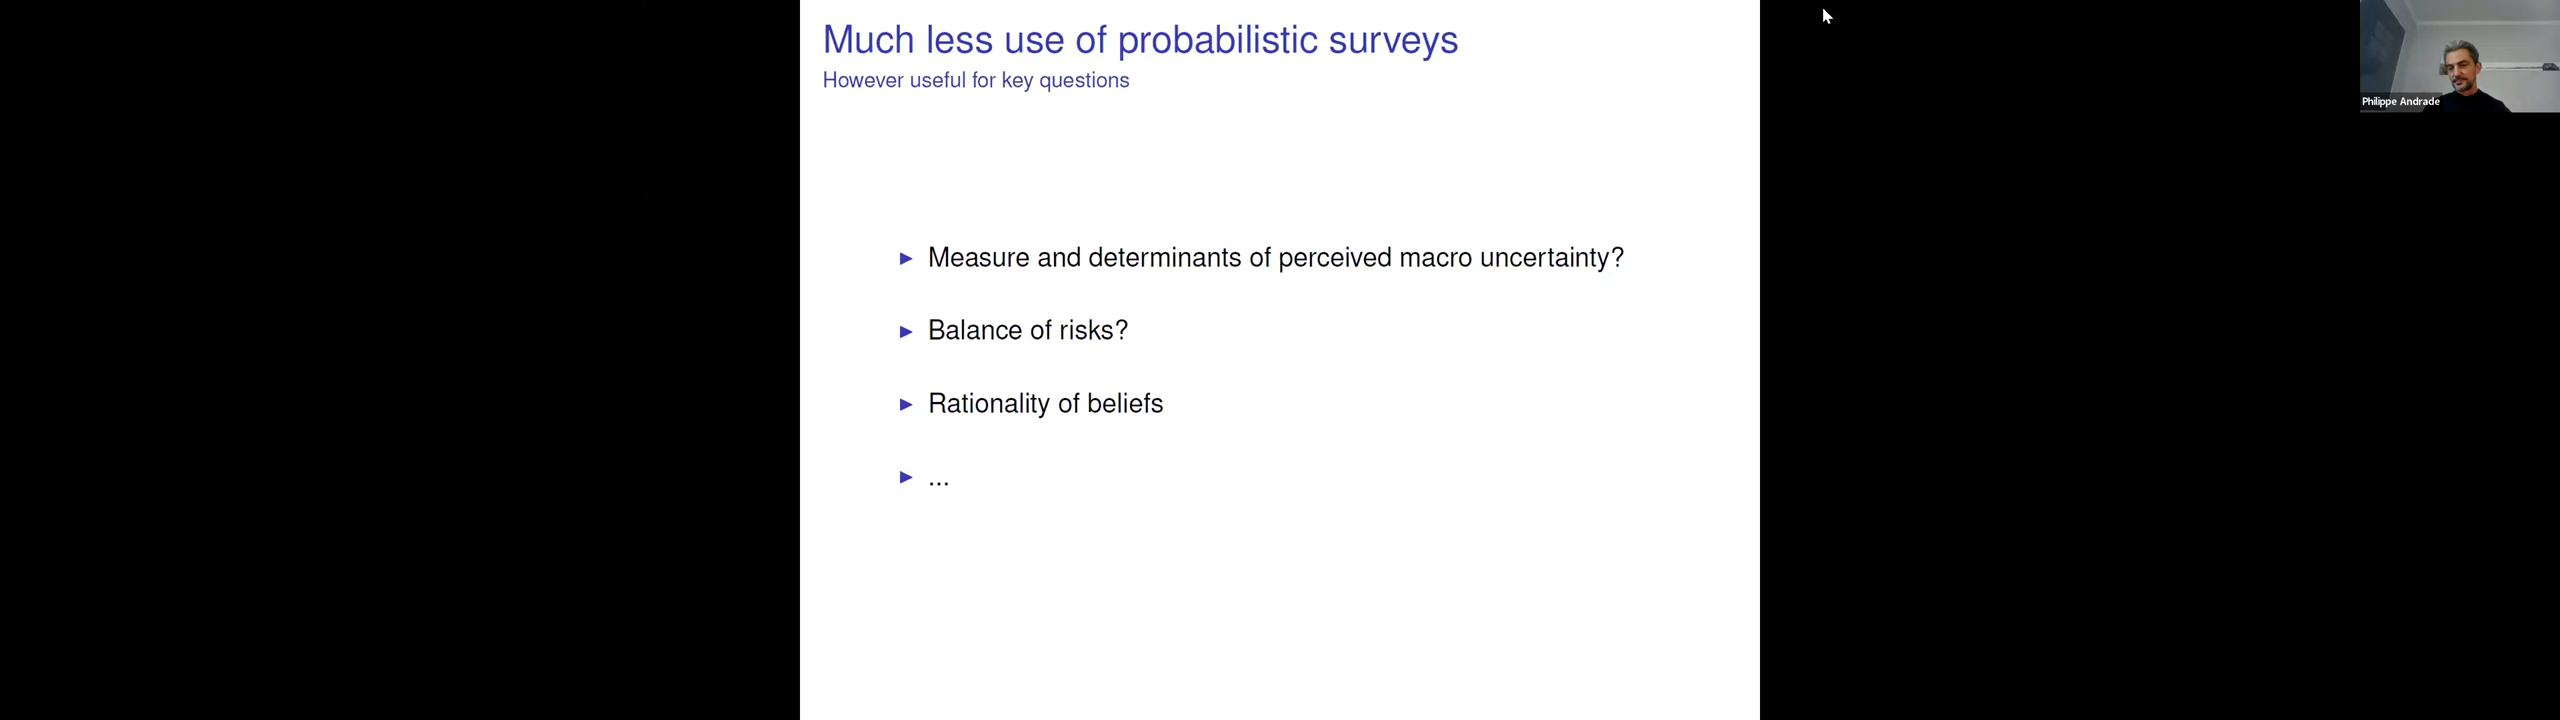 Much less use of probabilistic surveys
However useful for key questions
Philippe Andrade
▶ Measure and determinants of perceived macro uncertainty?
▶ Balance of risks?
▶ Rationality of beliefs
▶ ...